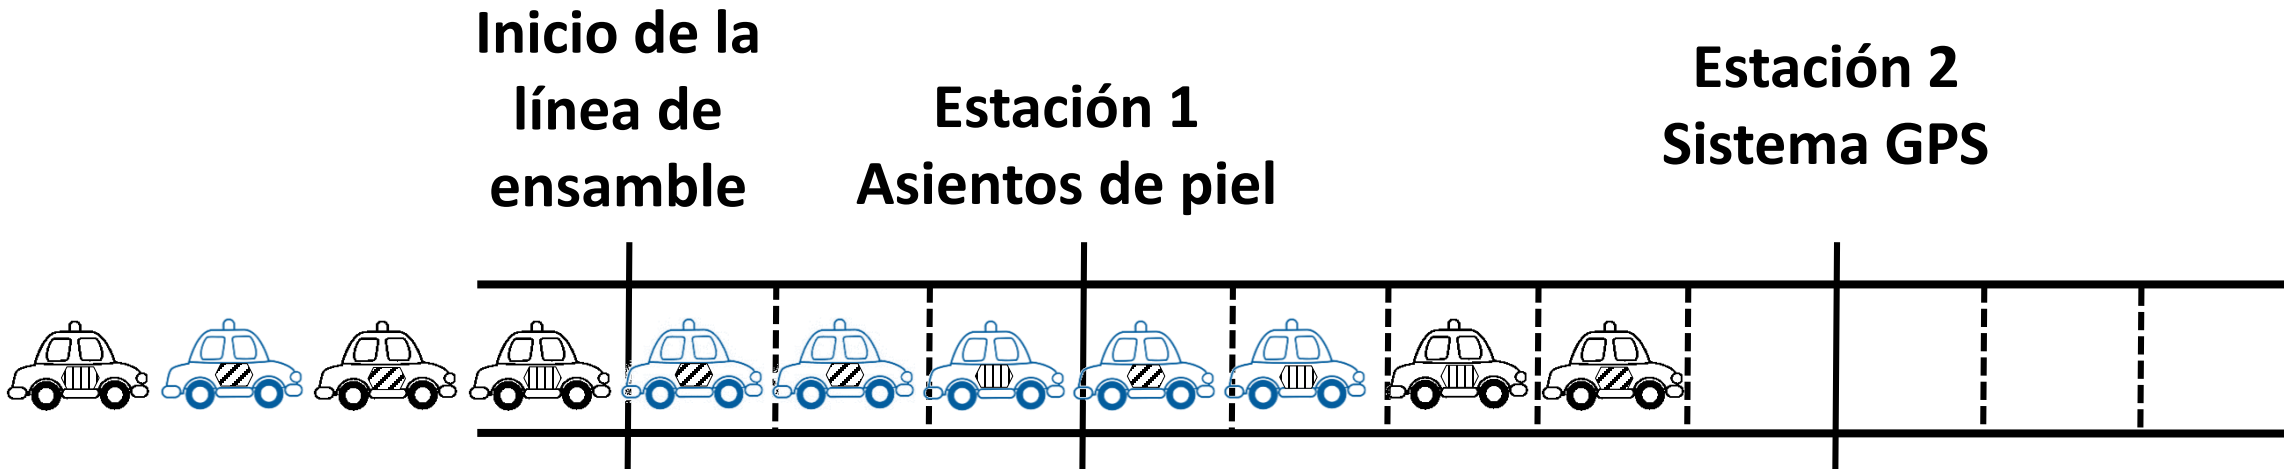 Inicio de la
línea de
ensamble
Estación 1
Asientos de piel
Estación 2
Sistema GPS